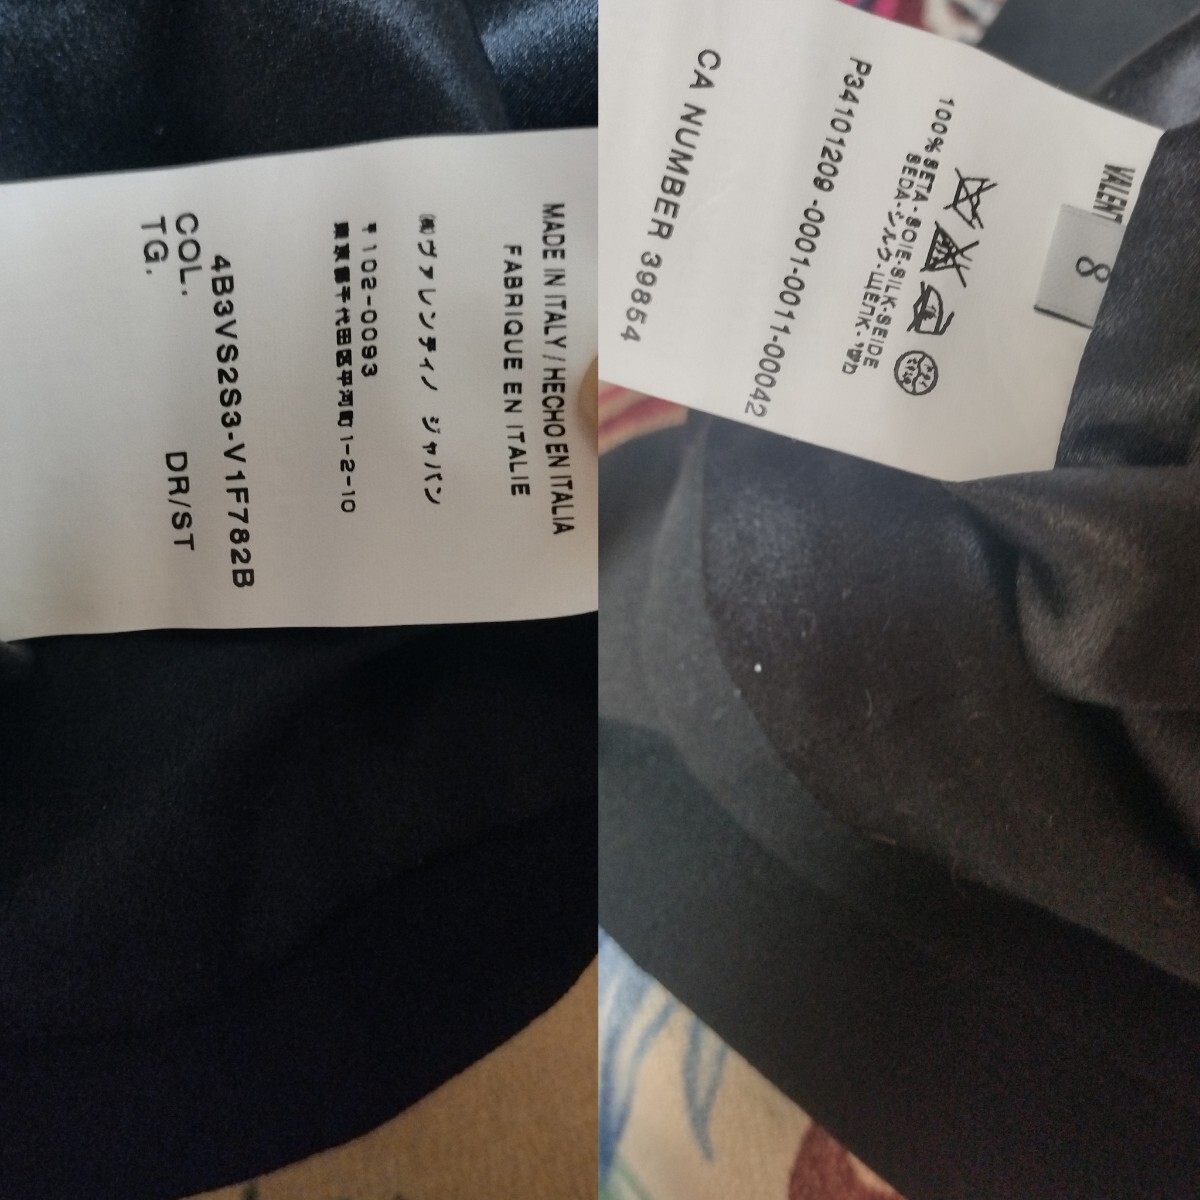 MADE IN ITALY / HECHO EN ITALIA
FABRIQUE EN ITALIE
㈱ヴァレンティノ ジャパン
〒102-0093
東京都千代田区平河町1-2-10
4B3VS2S3-V1F782B
COL. DR/ST
TG.
VALENT
8
100% SETA-SOIE-SILK-SEIDE
SEDA-シルク-ШЕЛК-משי
P34101209-0001-0011-00042
CA NUMBER 39854